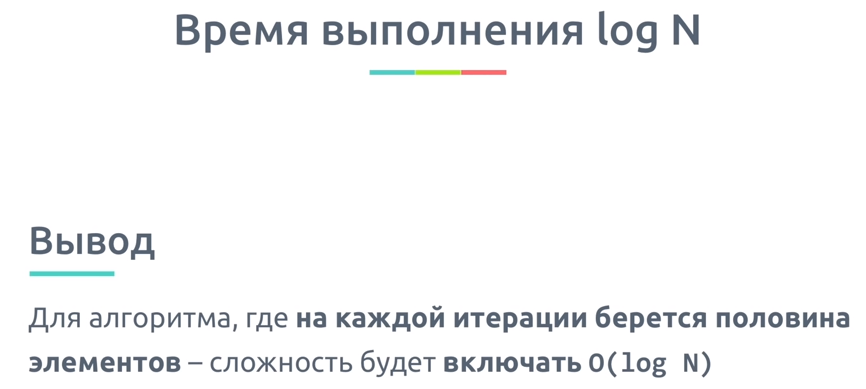 Время выполнения log N
Вывод
Для алгоритма, где на каждой итерации берется половина
элементов – сложность будет включать O(log N)